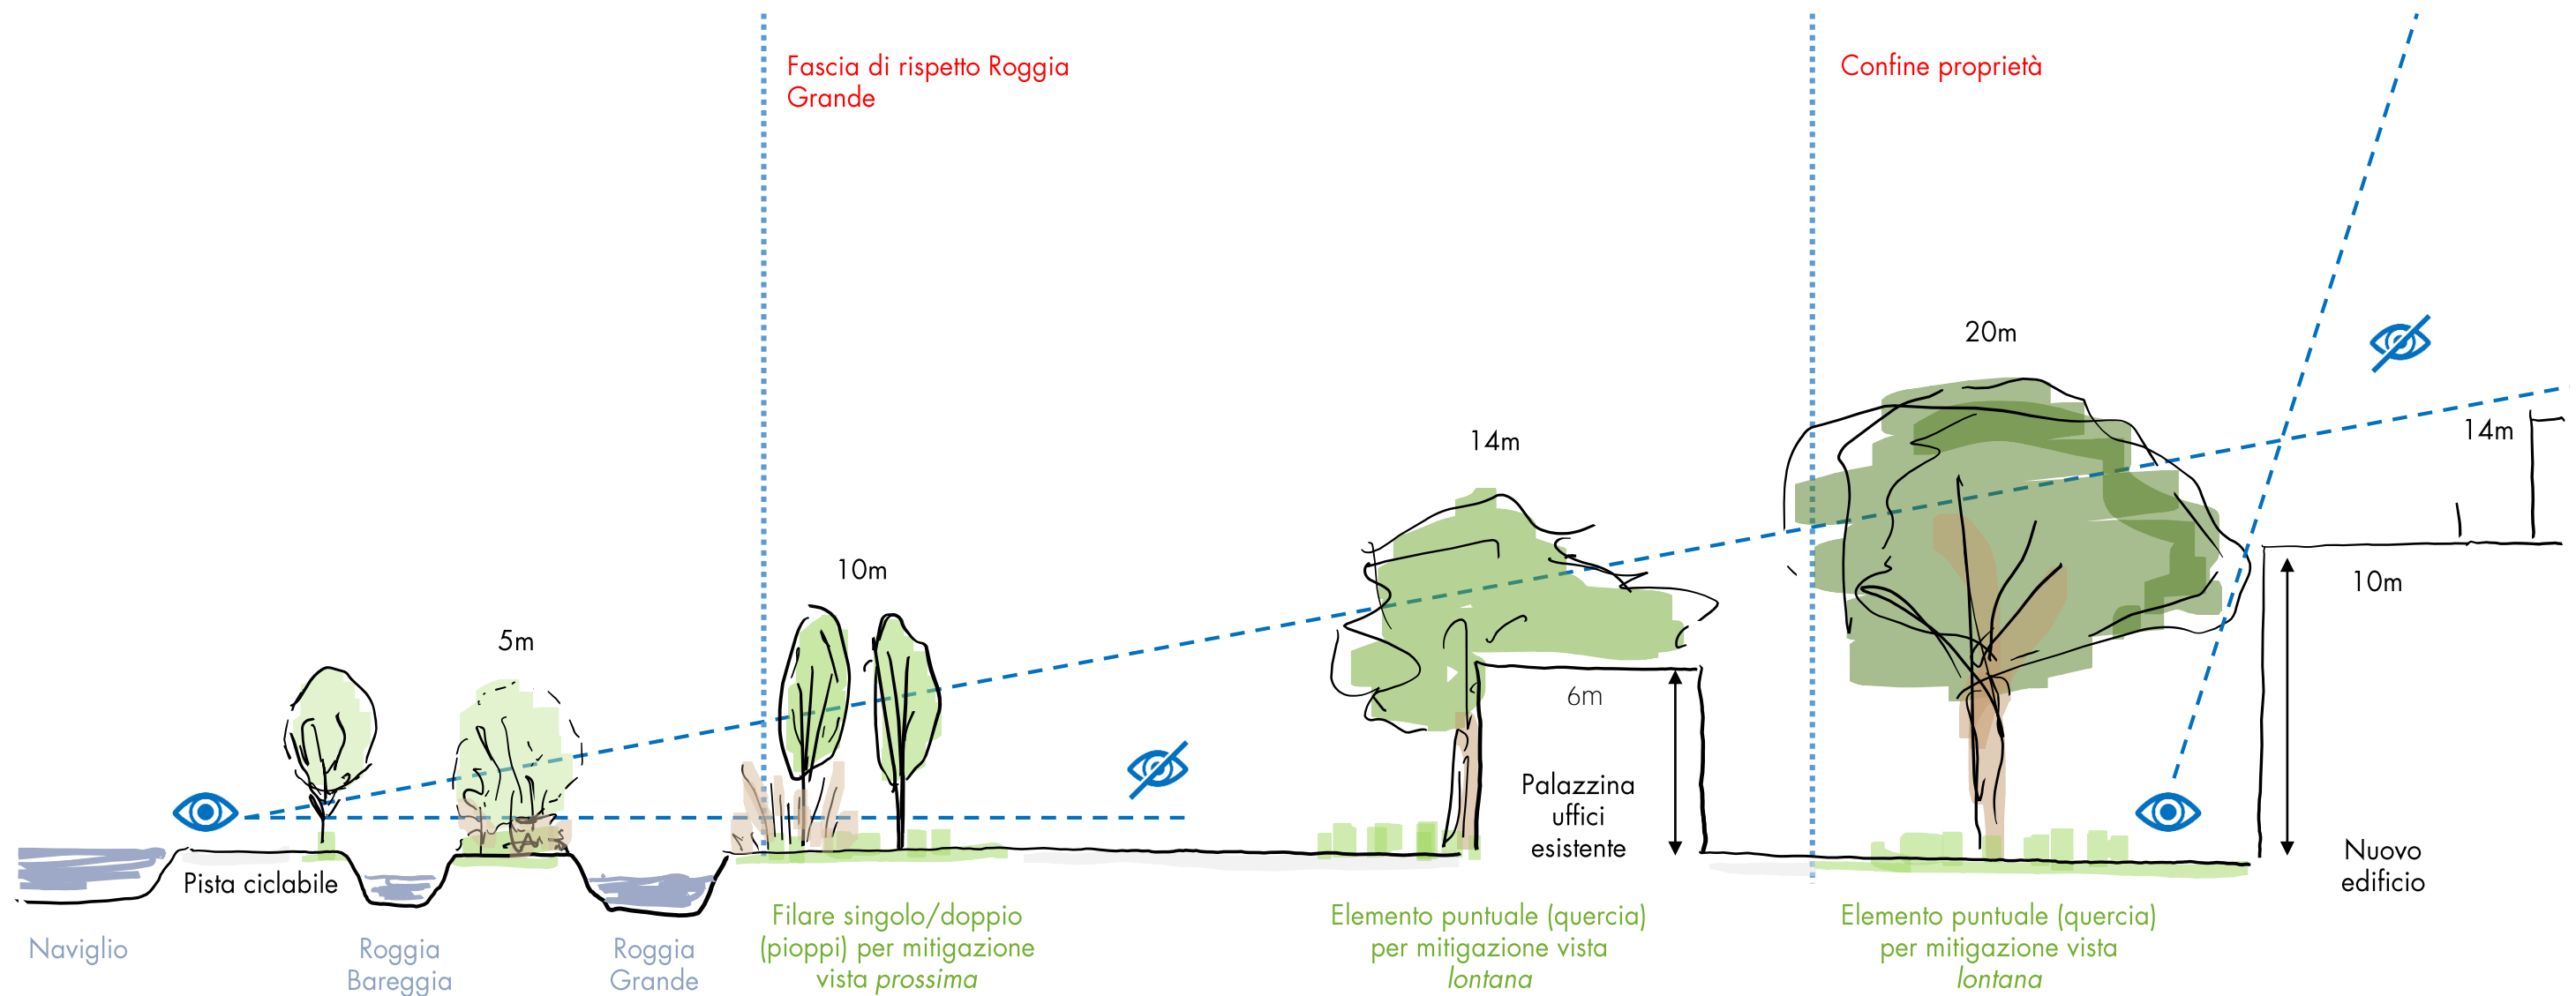 Fascia di rispetto Roggia
Grande
Confine proprietà
20m
14m
14m
10m
10m
5m
6m
Palazzina
uffici
esistente
Nuovo
edificio
Pista ciclabile
Naviglio
Roggia
Bareggia
Roggia
Grande
Filare singolo/doppio
(pioppi) per mitigazione
vista prossima
Elemento puntuale (quercia)
per mitigazione vista
lontana
Elemento puntuale (quercia)
per mitigazione vista
lontana